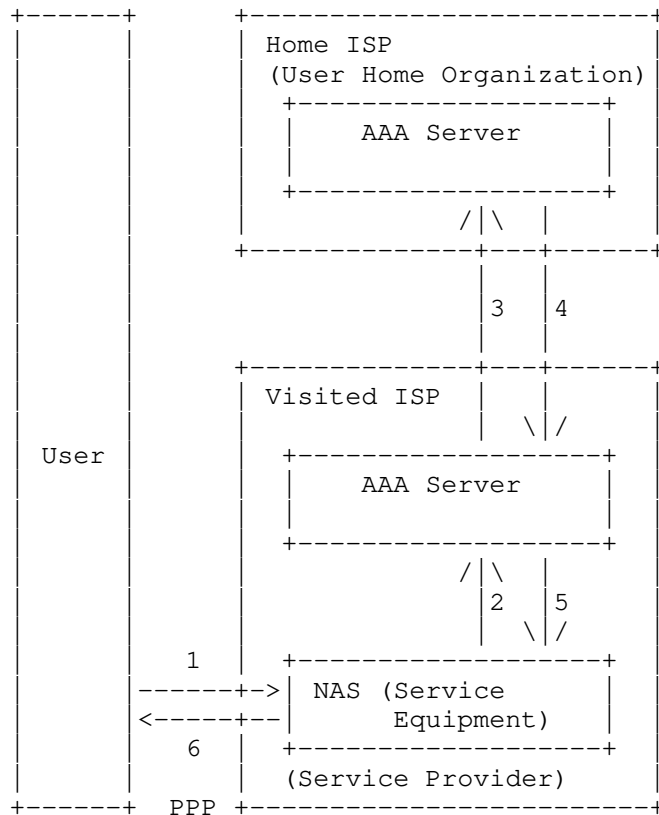 Home ISP
(User Home Organization)
AAA Server
3 4
Visited ISP
User
AAA Server
2 5
1
NAS (Service
Equipment)
6
(Service Provider)
PPP